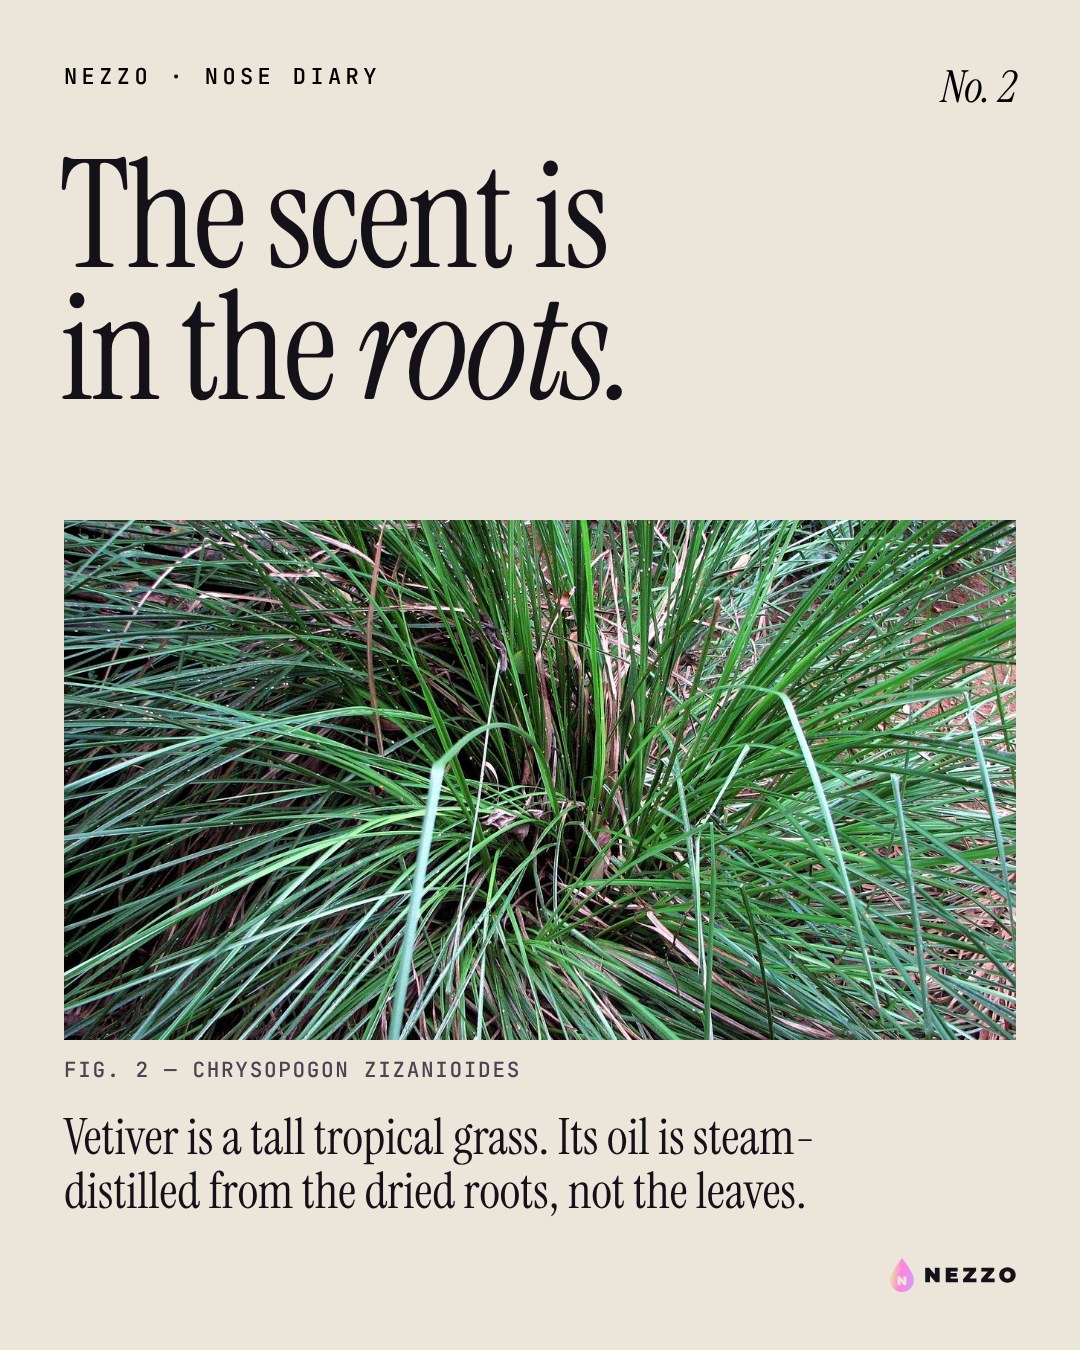 NEZZO · NOSE DIARY
No. 2
The scent is
in the roots.
FIG. 2 — CHRYSOPOGON ZIZANIOIDES
Vetiver is a tall tropical grass. Its oil is steam-
distilled from the dried roots, not the leaves.
N NEZZO